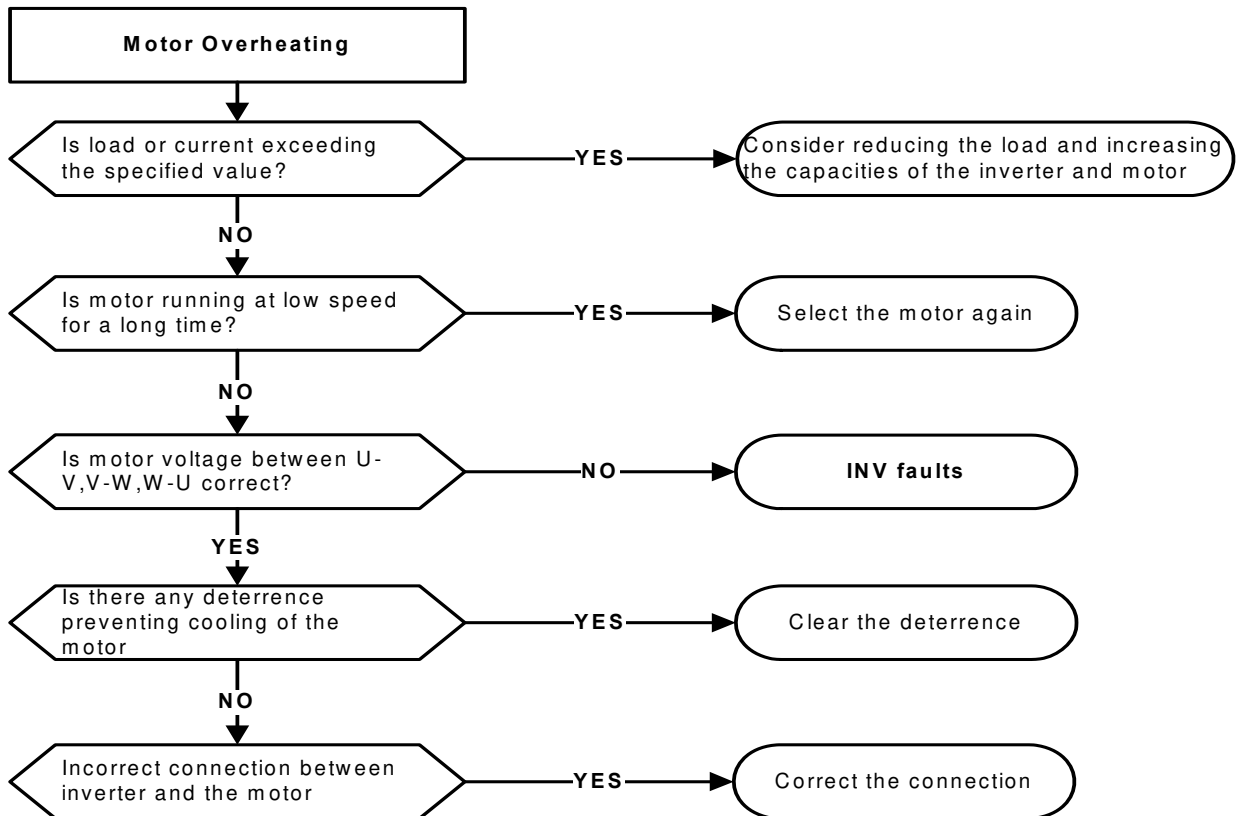 Motor Overheating
Is load or current exceeding
the specified value?
YES
Consider reducing the load and increasing
the capacities of the inverter and motor
NO
Is motor running at low speed
for a long time?
YES
Select the motor again
NO
Is motor voltage between U-
V,V-W,W-U correct?
NO
INV faults
YES
Is there any deterrence
preventing cooling of the
motor
YES
Clear the deterrence
NO
Incorrect connection between
inverter and the motor
YES
Correct the connection